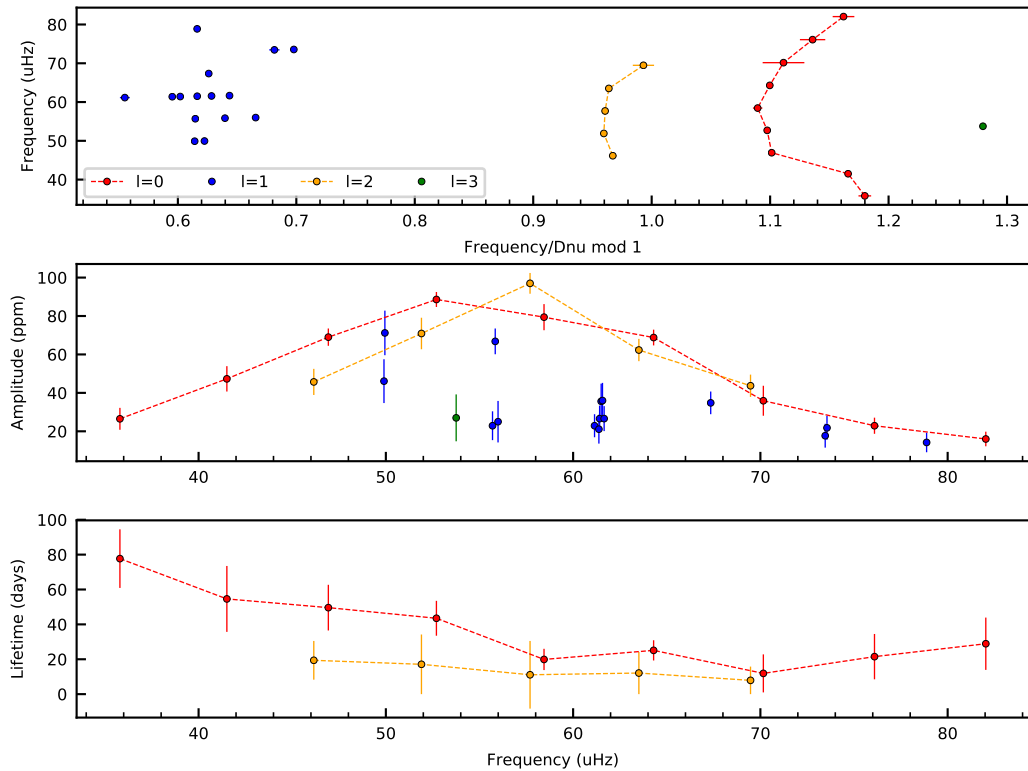 80
70
60
50
40
Frequency (uHz)
l=0 l=1 l=2 l=3
0.6 0.7 0.8 0.9 1.0 1.1 1.2 1.3
Frequency/Dnu mod 1
100
80
60
40
20
Amplitude (ppm)
40 50 60 70 80
100
80
60
40
20
0
Lifetime (days)
40 50 60 70 80
Frequency (uHz)